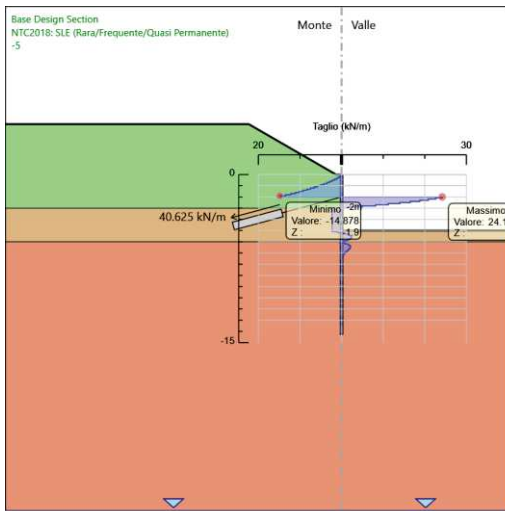 Base Design Section
NTC2018: SLE (Rara/Frequente/Quasi Permanente)
-5
Monte
Valle
Taglio (kN/m)
20
30
0
40.625 kN/m
-2m
Minimo
Valore: -14.878
Z : -1.9
Massimo
Valore: 24.1
Z :
-15